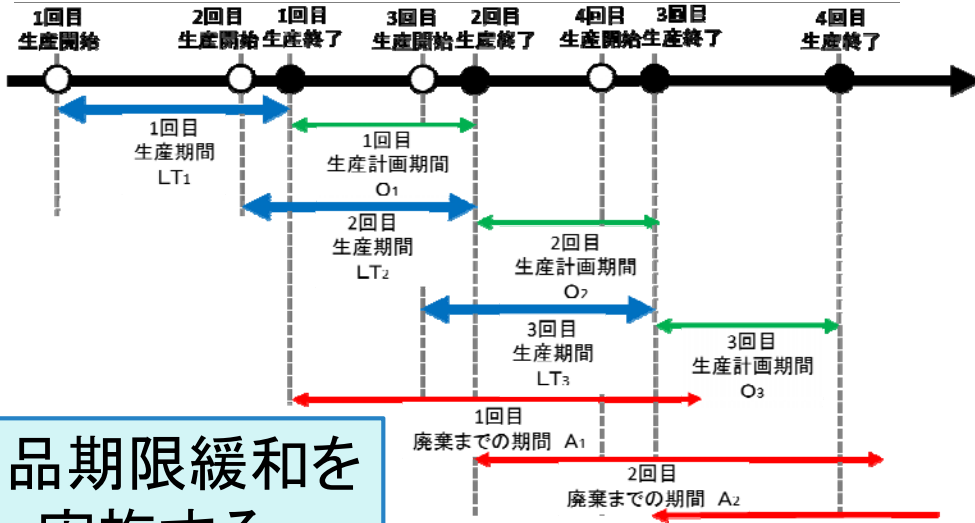 1回目
生産開始
2回目
生産開始
1回目
生産終了
3回目
生産開始
2回目
生産終了
4回目
生産開始
3回目
生産終了
4回目
生産終了
1回目
生産期間
LT1
1回目
生産計画期間
O1
2回目
生産期間
LT2
2回目
生産計画期間
O2
3回目
生産期間
LT3
3回目
生産計画期間
O3
1回目
廃棄までの期間 A1
2回目
廃棄までの期間 A2
品期限緩和を